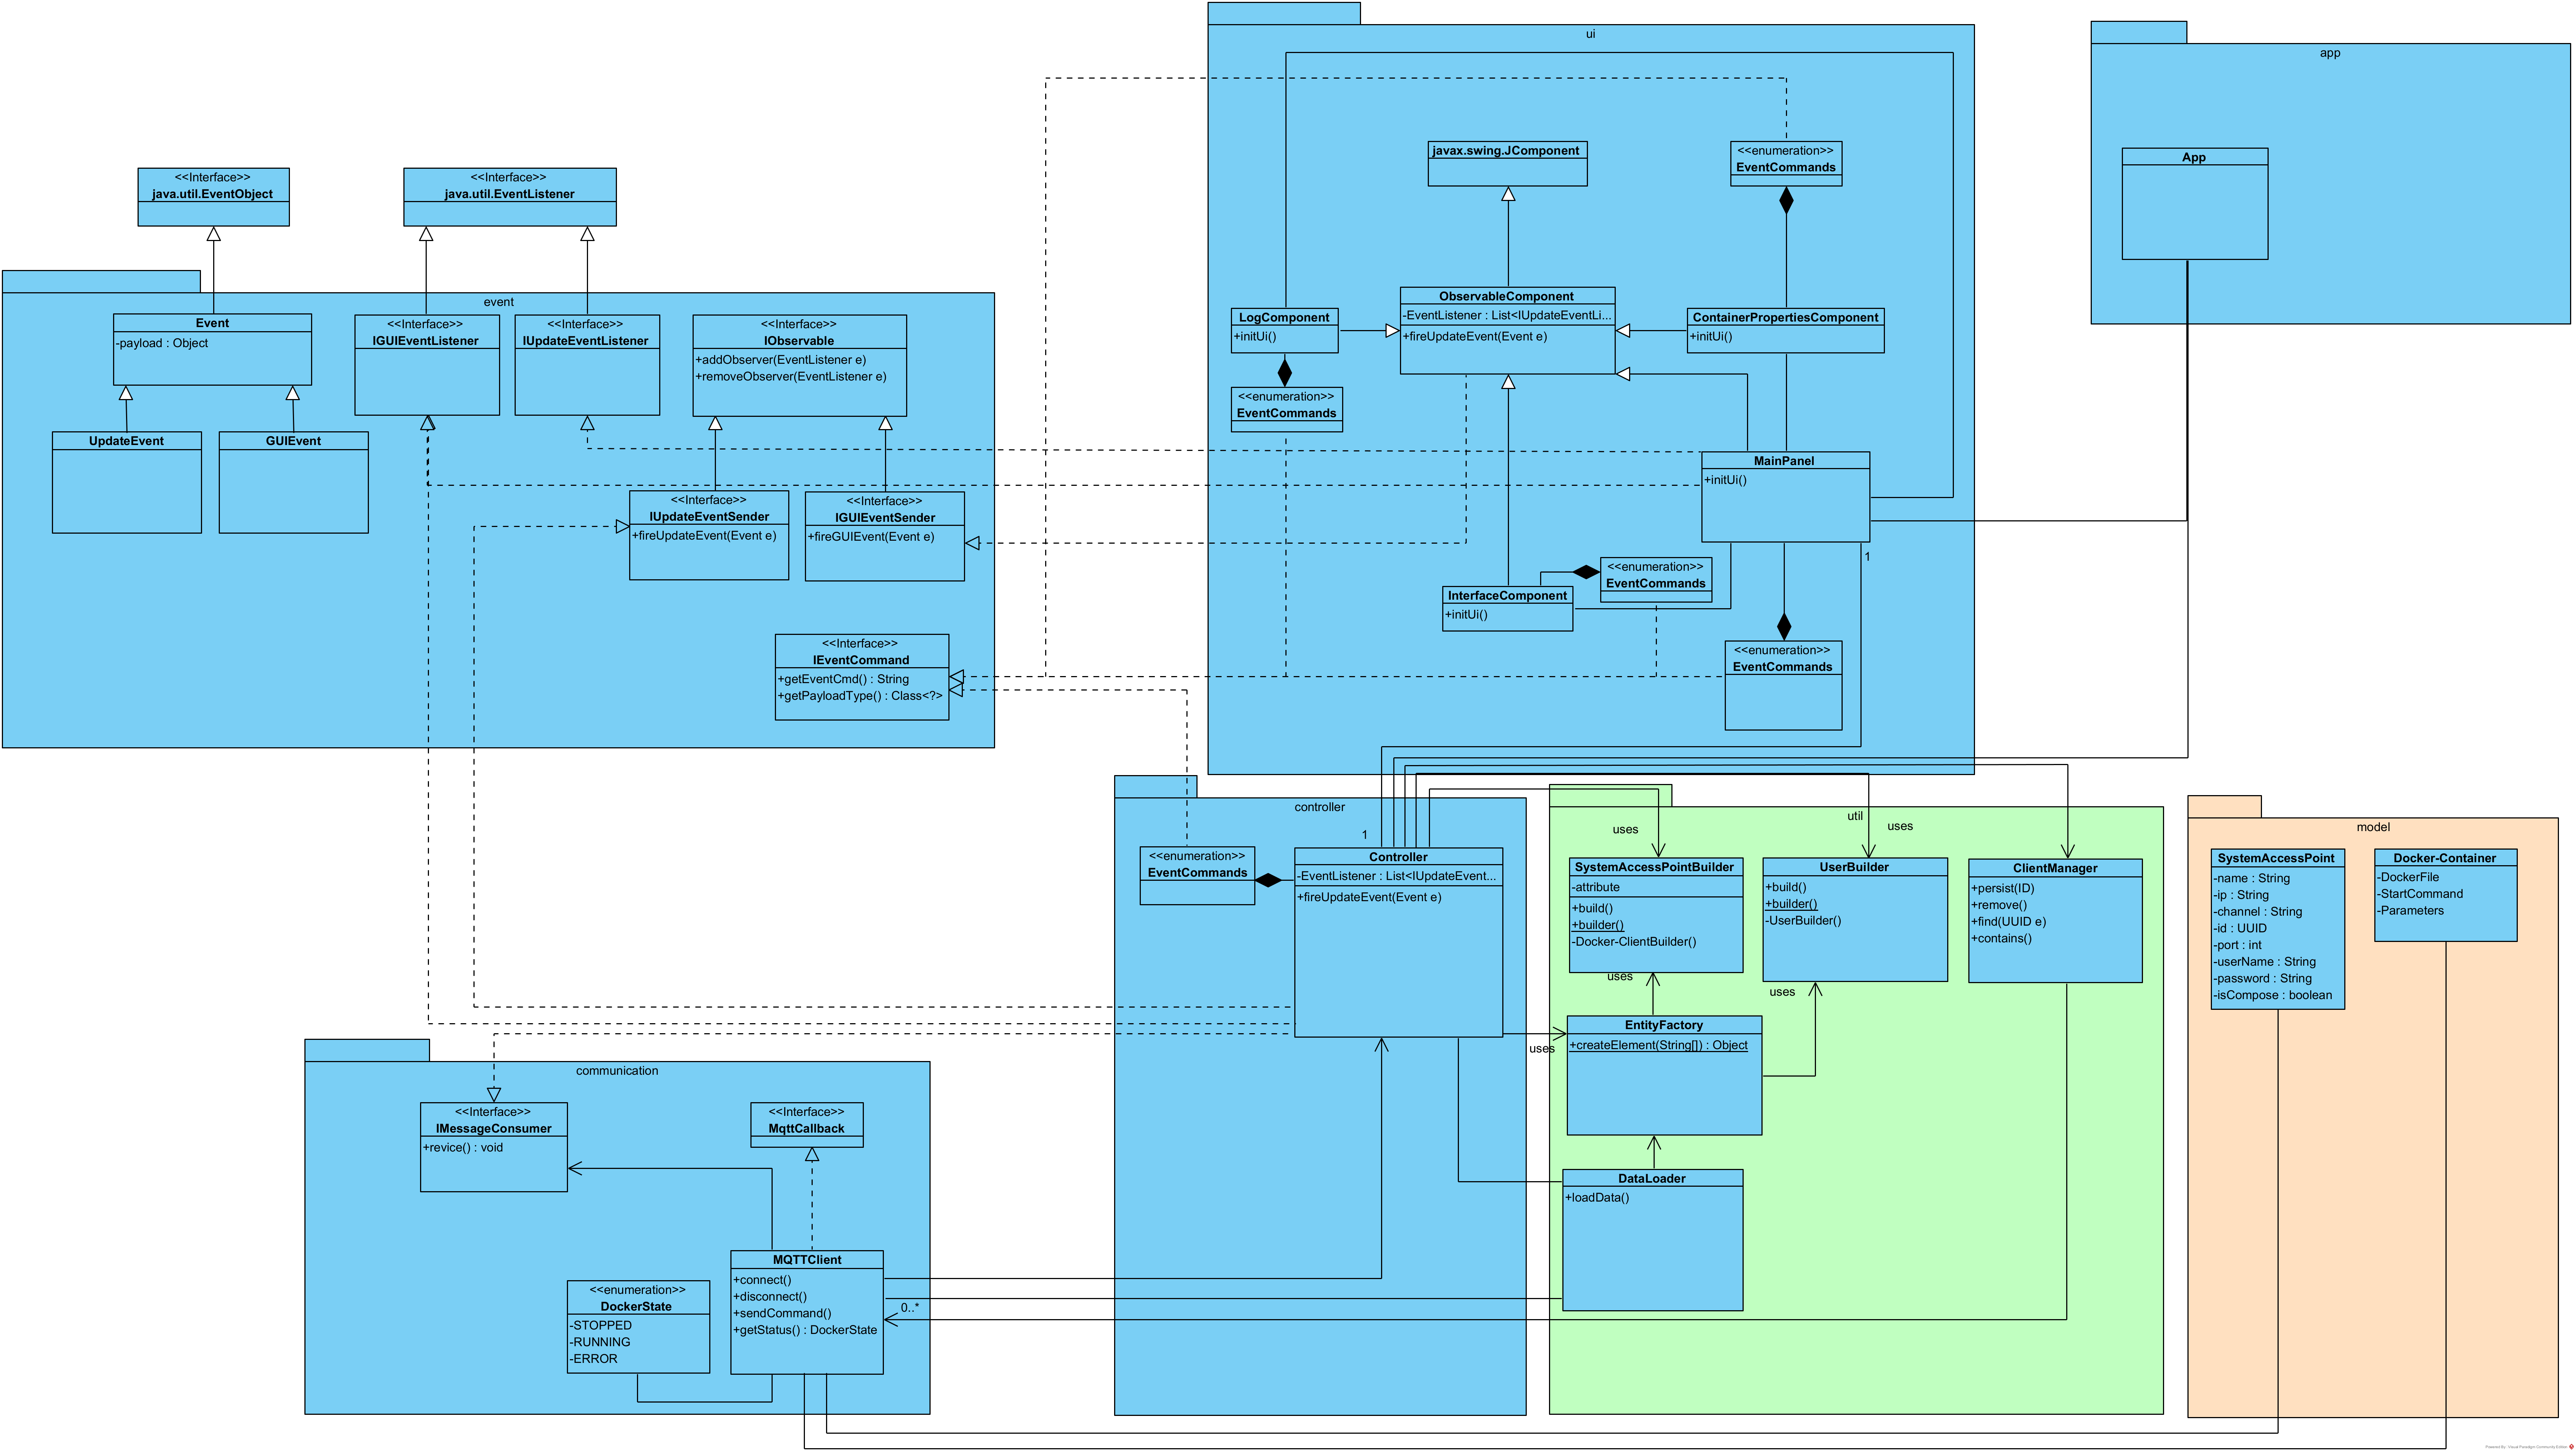 ui
app
javax.swing.JComponent
<<enumeration>>
EventCommands
App
<<Interface>>
java.util.EventObject
<<Interface>>
java.util.EventListener
event
Event
-payload : Object
<<Interface>>
IGUIEventListener
<<Interface>>
IUpdateEventListener
<<Interface>>
IObservable
+addObserver(EventListener e)
+removeObserver(EventListener e)
UpdateEvent
GUIEvent
<<Interface>>
IUpdateEventSender
+fireUpdateEvent(Event e)
<<Interface>>
IGUIEventSender
+fireGUIEvent(Event e)
<<Interface>>
IEventCommand
+getEventCmd() : String
+getPayloadType() : Class<?>
LogComponent
+initUi()
<<enumeration>>
EventCommands
ObservableComponent
-EventListener : List<IUpdateEventLi...
+fireUpdateEvent(Event e)
ContainerPropertiesComponent
+initUi()
MainPanel
+initUi()
1
<<enumeration>>
EventCommands
InterfaceComponent
+initUi()
<<enumeration>>
EventCommands
controller
1
<<enumeration>>
EventCommands
Controller
-EventListener : List<IUpdateEvent...
+fireUpdateEvent(Event e)
util
uses
uses
SystemAccessPointBuilder
-attribute
+build()
+builder()
-Docker-ClientBuilder()
UserBuilder
+build()
+builder()
-UserBuilder()
ClientManager
+persist(ID)
+remove()
+find(UUID e)
+contains()
uses
uses
uses
EntityFactory
+createElement(String[]) : Object
DataLoader
+loadData()
model
SystemAccessPoint
-name : String
-ip : String
-channel : String
-id : UUID
-port : int
-userName : String
-password : String
-isCompose : boolean
Docker-Container
-DockerFile
-StartCommand
-Parameters
communication
<<Interface>>
IMessageConsumer
+revice() : void
<<Interface>>
MqttCallback
MQTTClient
+connect()
+disconnect()
+sendCommand()
+getStatus() : DockerState
0..*
<<enumeration>>
DockerState
-STOPPED
-RUNNING
-ERROR
Powered By Visual Paradigm Community Edition